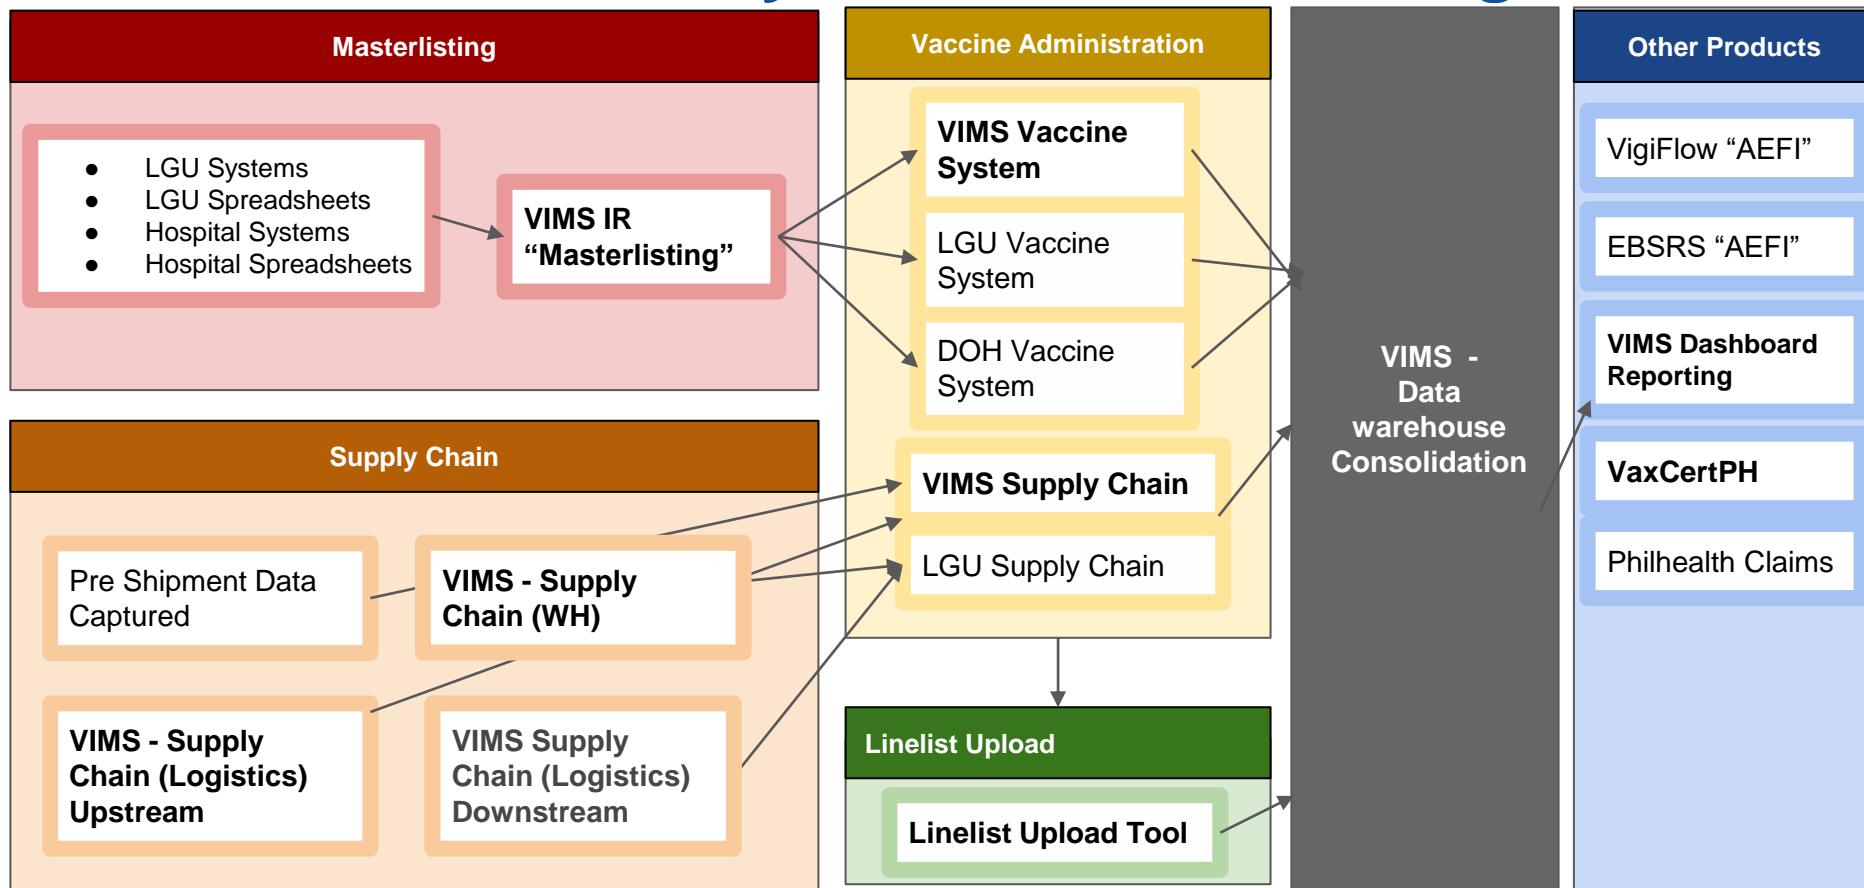 Masterlisting
● LGU Systems
● LGU Spreadsheets
● Hospital Systems
● Hospital Spreadsheets
VIMS IR
“Masterlisting”
Supply Chain
Pre Shipment Data
Captured
VIMS - Supply
Chain (WH)
VIMS - Supply
Chain (Logistics)
Upstream
VIMS Supply
Chain (Logistics)
Downstream
Vaccine Administration
VIMS Vaccine
System
LGU Vaccine
System
DOH Vaccine
System
VIMS Supply Chain
LGU Supply Chain
Linelist Upload
Linelist Upload Tool
VIMS -
Data
warehouse
Consolidation
Other Products
VigiFlow “AEFI”
EBSRS “AEFI”
VIMS Dashboard
Reporting
VaxCertPH
Philhealth Claims